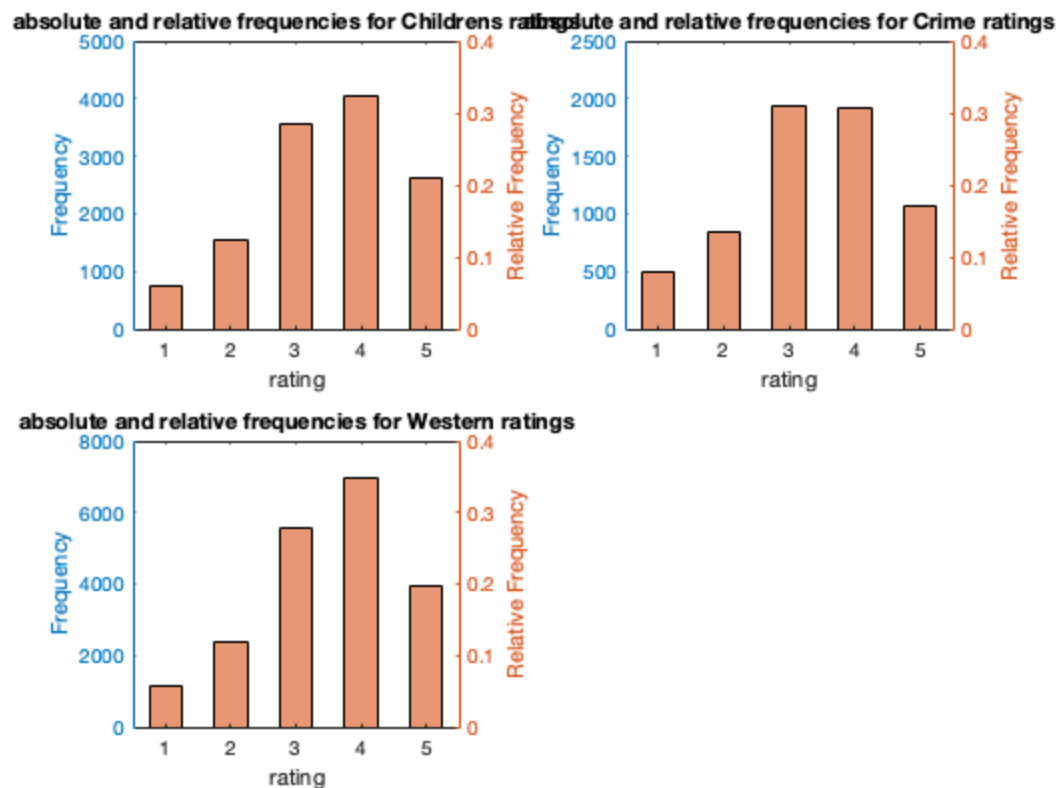 absolute and relative frequencies for Childrens ratings
5000
4000
3000
2000
1000
0
Frequency
0.4
0.3
0.2
0.1
0
Relative Frequency
1 2 3 4 5
rating
absolute and relative frequencies for Crime ratings
2500
2000
1500
1000
500
0
Frequency
0.4
0.3
0.2
0.1
0
Relative Frequency
1 2 3 4 5
rating
absolute and relative frequencies for Western ratings
8000
6000
4000
2000
0
Frequency
0.4
0.3
0.2
0.1
0
Relative Frequency
1 2 3 4 5
rating